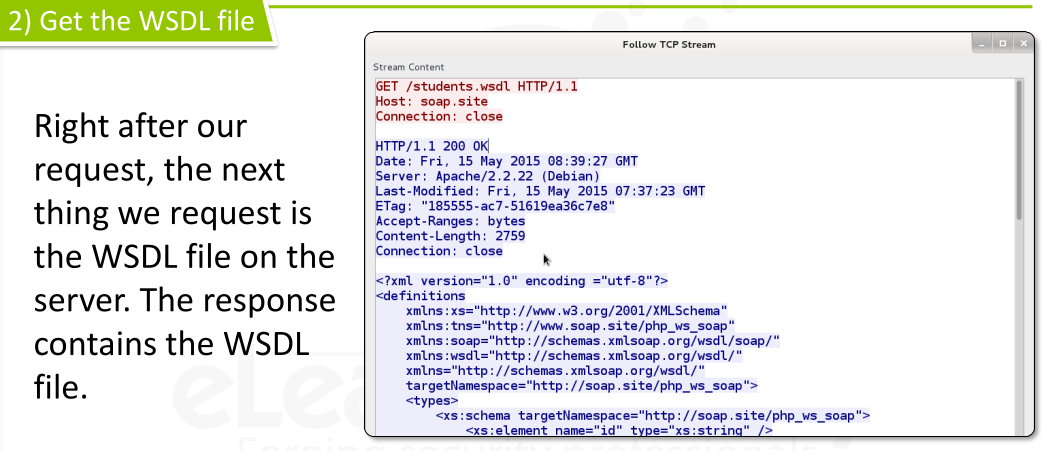 2) Get the WSDL file
Right after our
request, the next
thing we request is
the WSDL file on the
server. The response
contains the WSDL
file.
Follow TCP Stream
Stream Content
GET /students.wsdl HTTP/1.1
Host: soap.site
Connection: close
HTTP/1.1 200 OK
Date: Fri, 15 May 2015 08:39:27 GMT
Server: Apache/2.2.22 (Debian)
Last-Modified: Fri, 15 May 2015 07:37:23 GMT
ETag: "185555-ac7-51619ea36c7e8"
Accept-Ranges: bytes
Content-Length: 2759
Connection: close
<?xml version="1.0" encoding ="utf-8"?>
<definitions
xmlns:xs="http://www.w3.org/2001/XMLSchema"
xmlns:tns="http://www.soap.site/php_ws_soap"
xmlns:soap="http://schemas.xmlsoap.org/wsdl/soap/"
xmlns:wsdl="http://schemas.xmlsoap.org/wsdl/"
xmlns="http://schemas.xmlsoap.org/wsdl/"
targetNamespace="http://soap.site/php_ws_soap">
<types>
<xs:schema targetNamespace="http://soap.site/php_ws_soap">
<xs:element name="id" type="xs:string" />
eLea
Forging security professionals